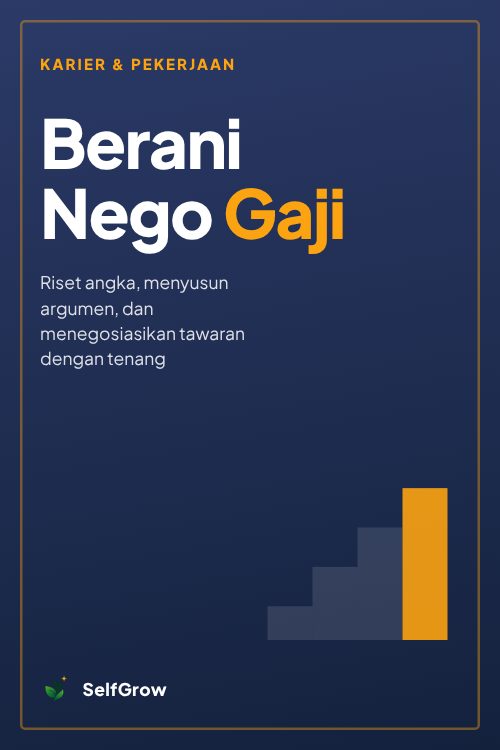 KARIER & PEKERJAAN
Berani
Nego Gaji
Riset angka, menyusun
argumen, dan
menegosiasikan tawaran
dengan tenang
SelfGrow